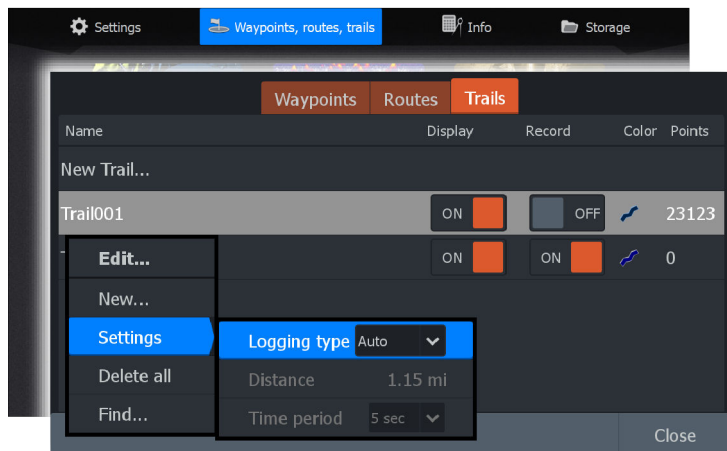 Settings Waypoints, routes, trails Info Storage
Waypoints Routes Trails
Name Display Record Color Points
New Trail...
Trail001 ON OFF 23123
Edit... ON ON 0
New...
Settings Logging type Auto
Delete all Distance 1.15 mi
Find... Time period 5 sec
Close